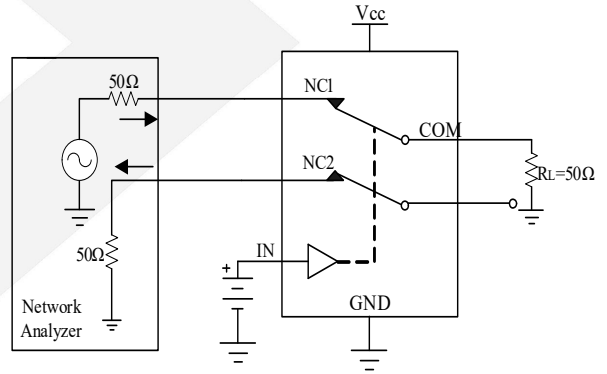 Vcc
50Ω
NC1
COM
NC2
RL=50Ω
50Ω
IN
+
GND
Network
Analyzer